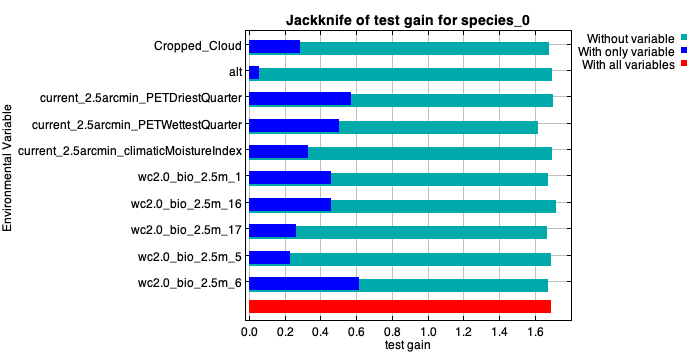 Jackknife of test gain for species_0
Without variable
With only variable
With all variables
Environmental Variable
Cropped_Cloud
alt
current_2.5arcmin_PETDriestQuarter
current_2.5arcmin_PETWettestQuarter
current_2.5arcmin_climaticMoistureIndex
wc2.0_bio_2.5m_1
wc2.0_bio_2.5m_16
wc2.0_bio_2.5m_17
wc2.0_bio_2.5m_5
wc2.0_bio_2.5m_6
0.0 0.2 0.4 0.6 0.8 1.0 1.2 1.4 1.6
test gain